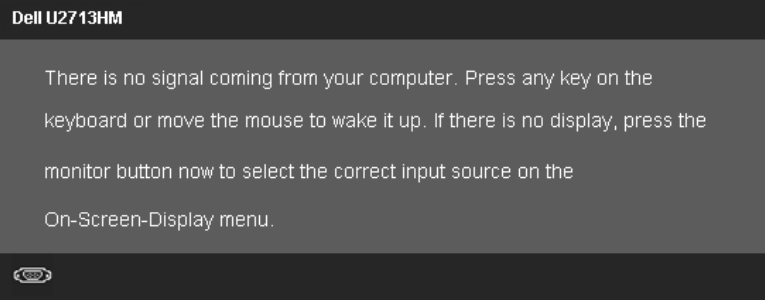 Dell U2713HM
There is no signal coming from your computer. Press any key on the
keyboard or move the mouse to wake it up. If there is no display, press the
monitor button now to select the correct input source on the
On-Screen-Display menu.